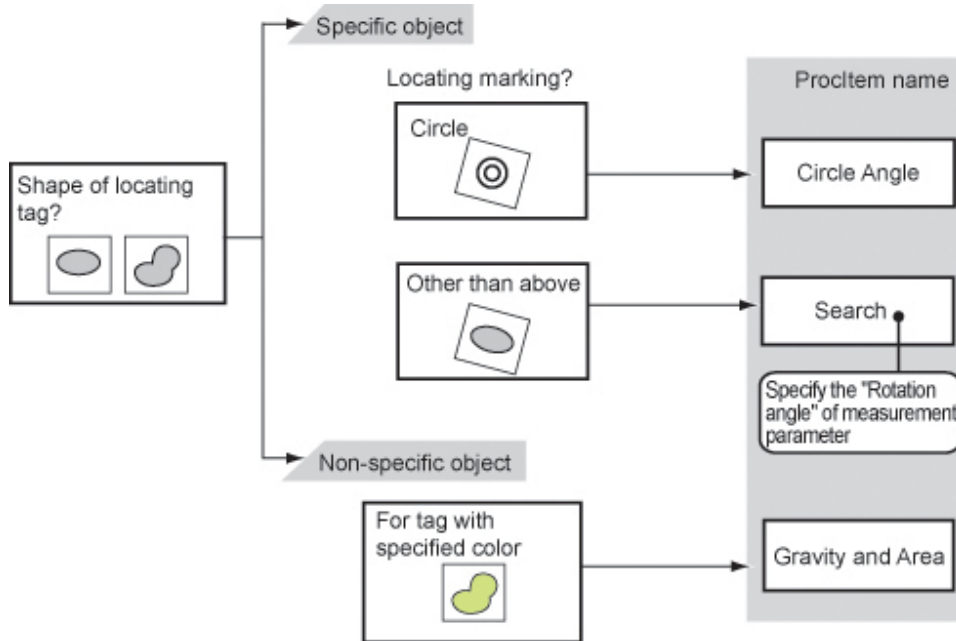 Specific object
Locating marking?
ProcItem name
Circle
Circle Angle
Shape of locating
tag?
Other than above
Search
Specify the "Rotation
angle" of measurement
parameter
Non-specific object
For tag with
specified color
Gravity and Area